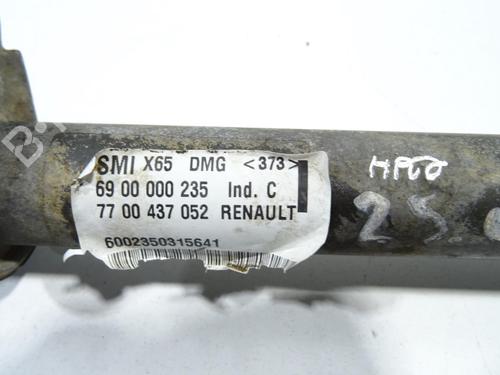 SMI X65 DMG <373>
69 00 000 235 Ind. C
77 00 437 052 RENAULT
6002350315641